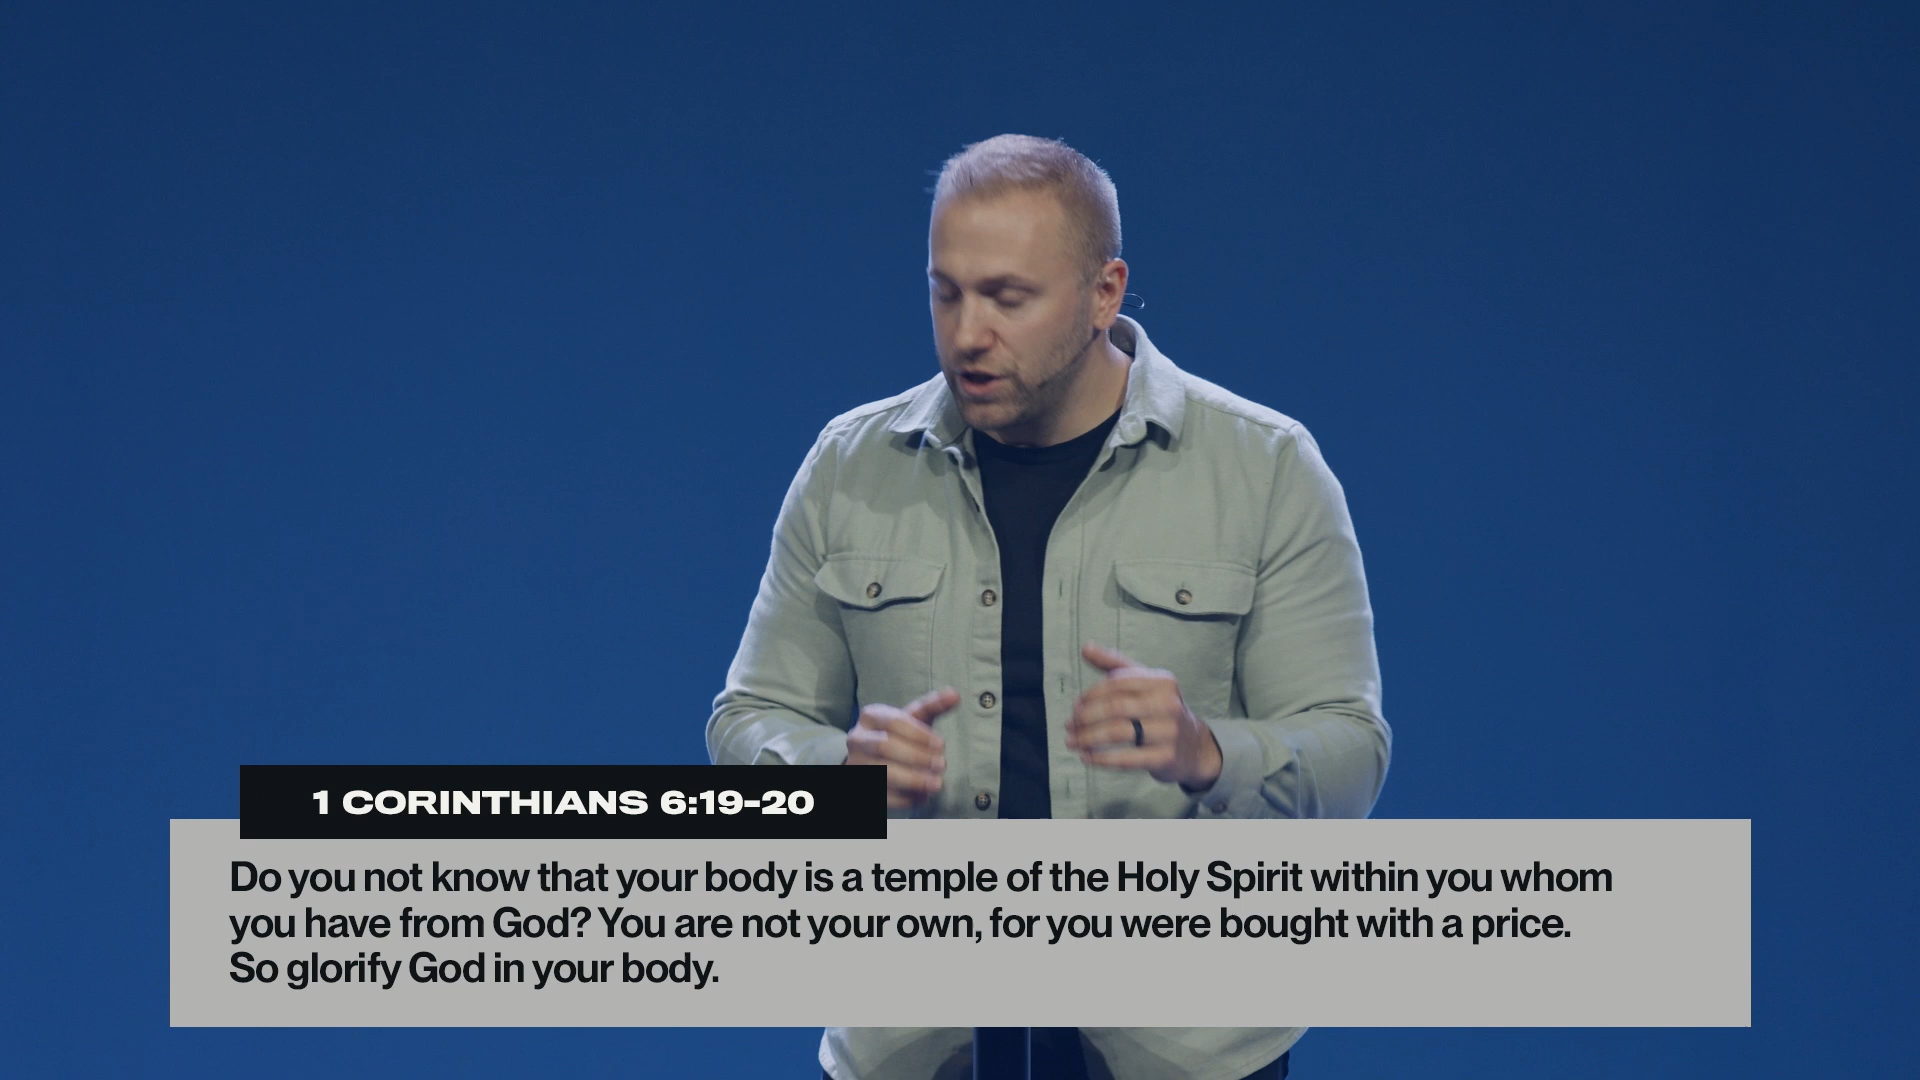 1 CORINTHIANS 6:19-20
Do you not know that your body is a temple of the Holy Spirit within you whom
you have from God? You are not your own, for you were bought with a price.
So glorify God in your body.